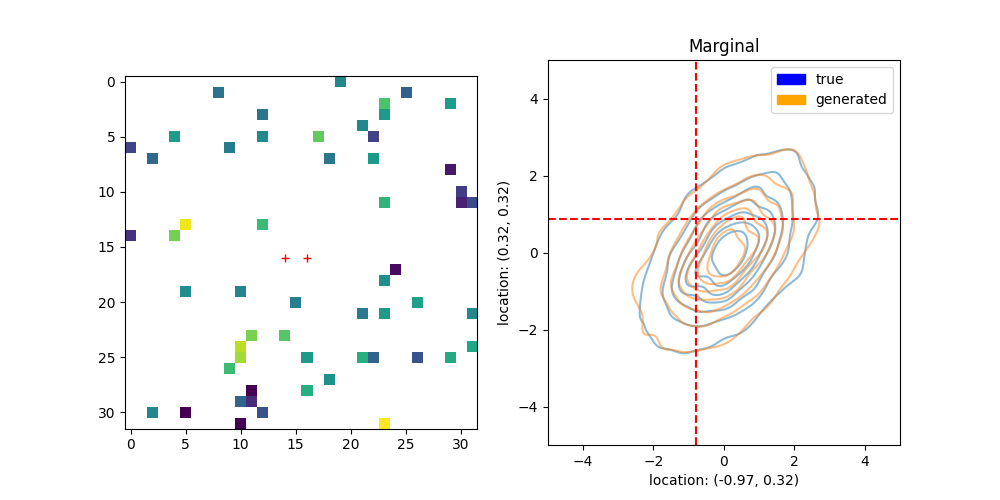 Marginal
0
5
10
15
20
25
30
0 5 10 15 20 25 30
true
generated
4
2
0
−2
−4
−4 −2 0 2 4
location: (0.32, 0.32)
location: (-0.97, 0.32)